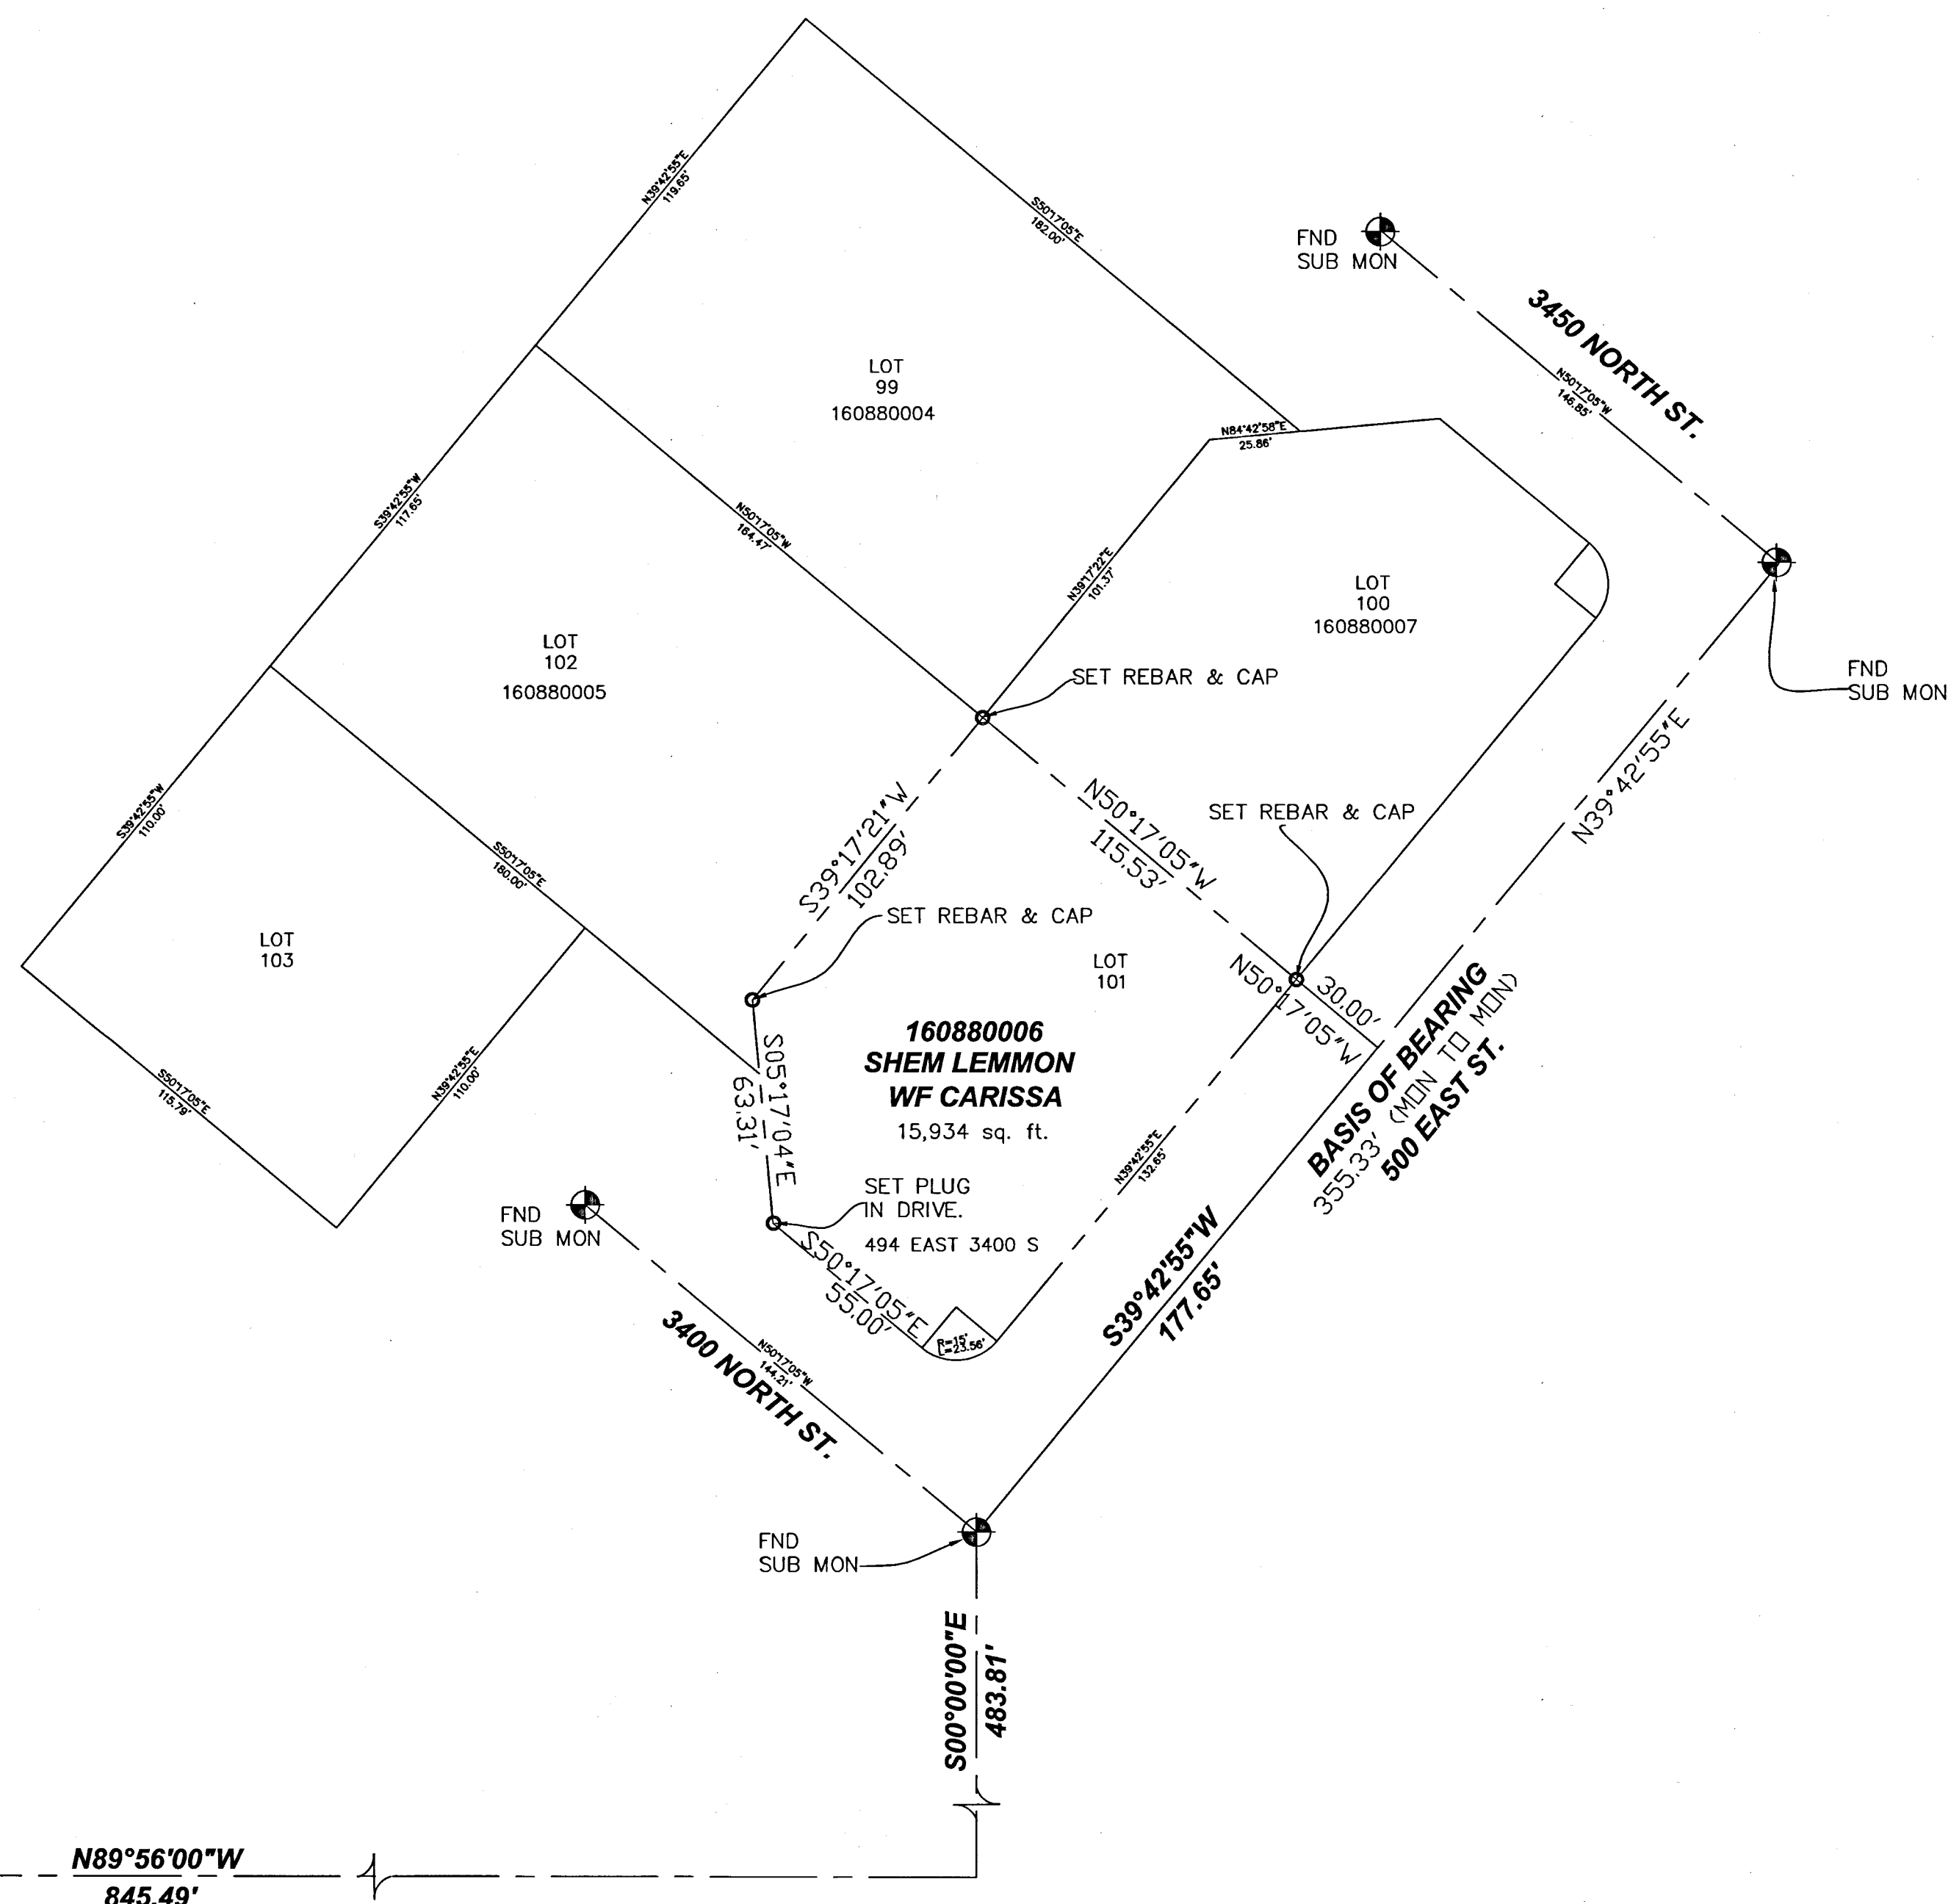 N39°42'55"E
119.65'
S50°17'05"E
182.00'
FND
SUB MON
3450 NORTH ST.
N50°17'05"W
146.85'
LOT
99
160880004
N84°42'58"E
25.86'
S39°42'55"W
117.65'
N50°17'05"W
164.47'
N39°17'22"E
101.37'
LOT
100
160880007
LOT
102
160880005
SET REBAR & CAP
FND
SUB MON
N39°42'55"E
S39°42'55"W
110.00'
S50°17'05"E
180.00'
S39°17'21"W
102.89'
N50°17'05"W
115.53'
SET REBAR & CAP
SET REBAR & CAP
LOT
103
LOT
101
N50°17'05"W
30.00'
BASIS OF BEARING
355.33' (MON TO MON)
500 EAST ST.
160880006
SHEM LEMMON
WF CARISSA
15,934 sq. ft.
S05°17'04"E
63.31'
S50°17'05"E
115.79'
N39°42'55"E
110.00'
N39°42'55"E
132.65'
SET PLUG
IN DRIVE.
494 EAST 3400 S
FND
SUB MON
S50°17'05"E
55.00'
R=15'
L=23.56'
S39°42'55"W
177.65'
3400 NORTH ST.
N50°17'05"W
144.21'
FND
SUB MON
S00°00'00"E
483.81'
N89°56'00"W
845.49'